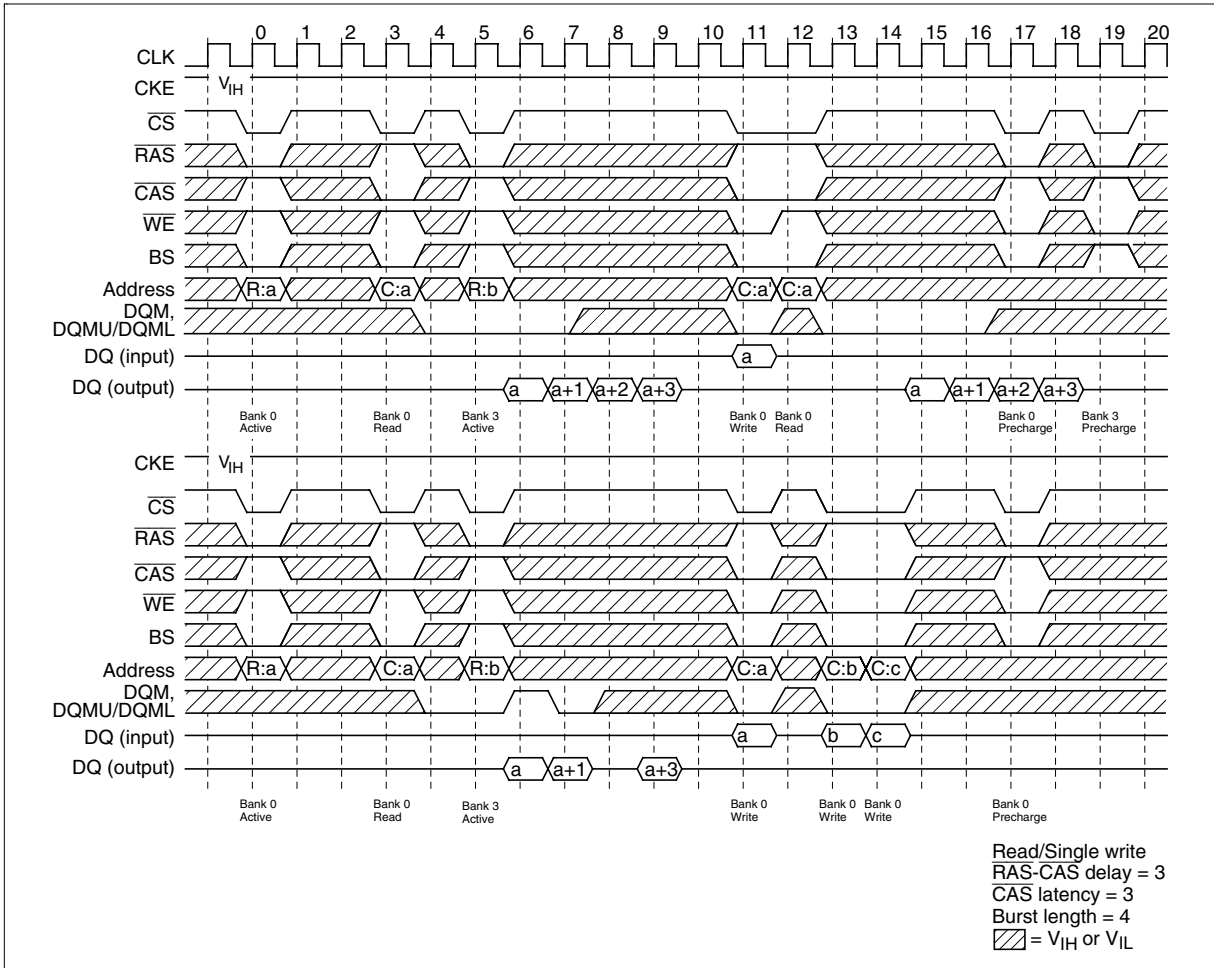 0 1 2 3 4 5 6 7 8 9 10 11 12 13 14 15 16 17 18 19 20
CLK
CKE VIH
CS
RAS
CAS
WE
BS
Address R:a C:a R:b C:a' C:a
DQM,
DQMU/DQML
DQ (input) a
DQ (output) a a+1 a+2 a+3 a a+1 a+2 a+3
Bank 0 Bank 0 Bank 3 Bank 0 Bank 0 Bank 0 Bank 3
Active Read Active Write Read Precharge Precharge
CKE VIH
CS
RAS
CAS
WE
BS
Address R:a C:a R:b C:a C:b C:c
DQM,
DQMU/DQML
DQ (input) a b c
DQ (output) a a+1 a+3
Bank 0 Bank 0 Bank 3 Bank 0 Bank 0 Bank 0 Bank 0
Active Read Active Write Write Write Precharge
Read/Single write
RAS-CAS delay = 3
CAS latency = 3
Burst length = 4
= VIH or VIL